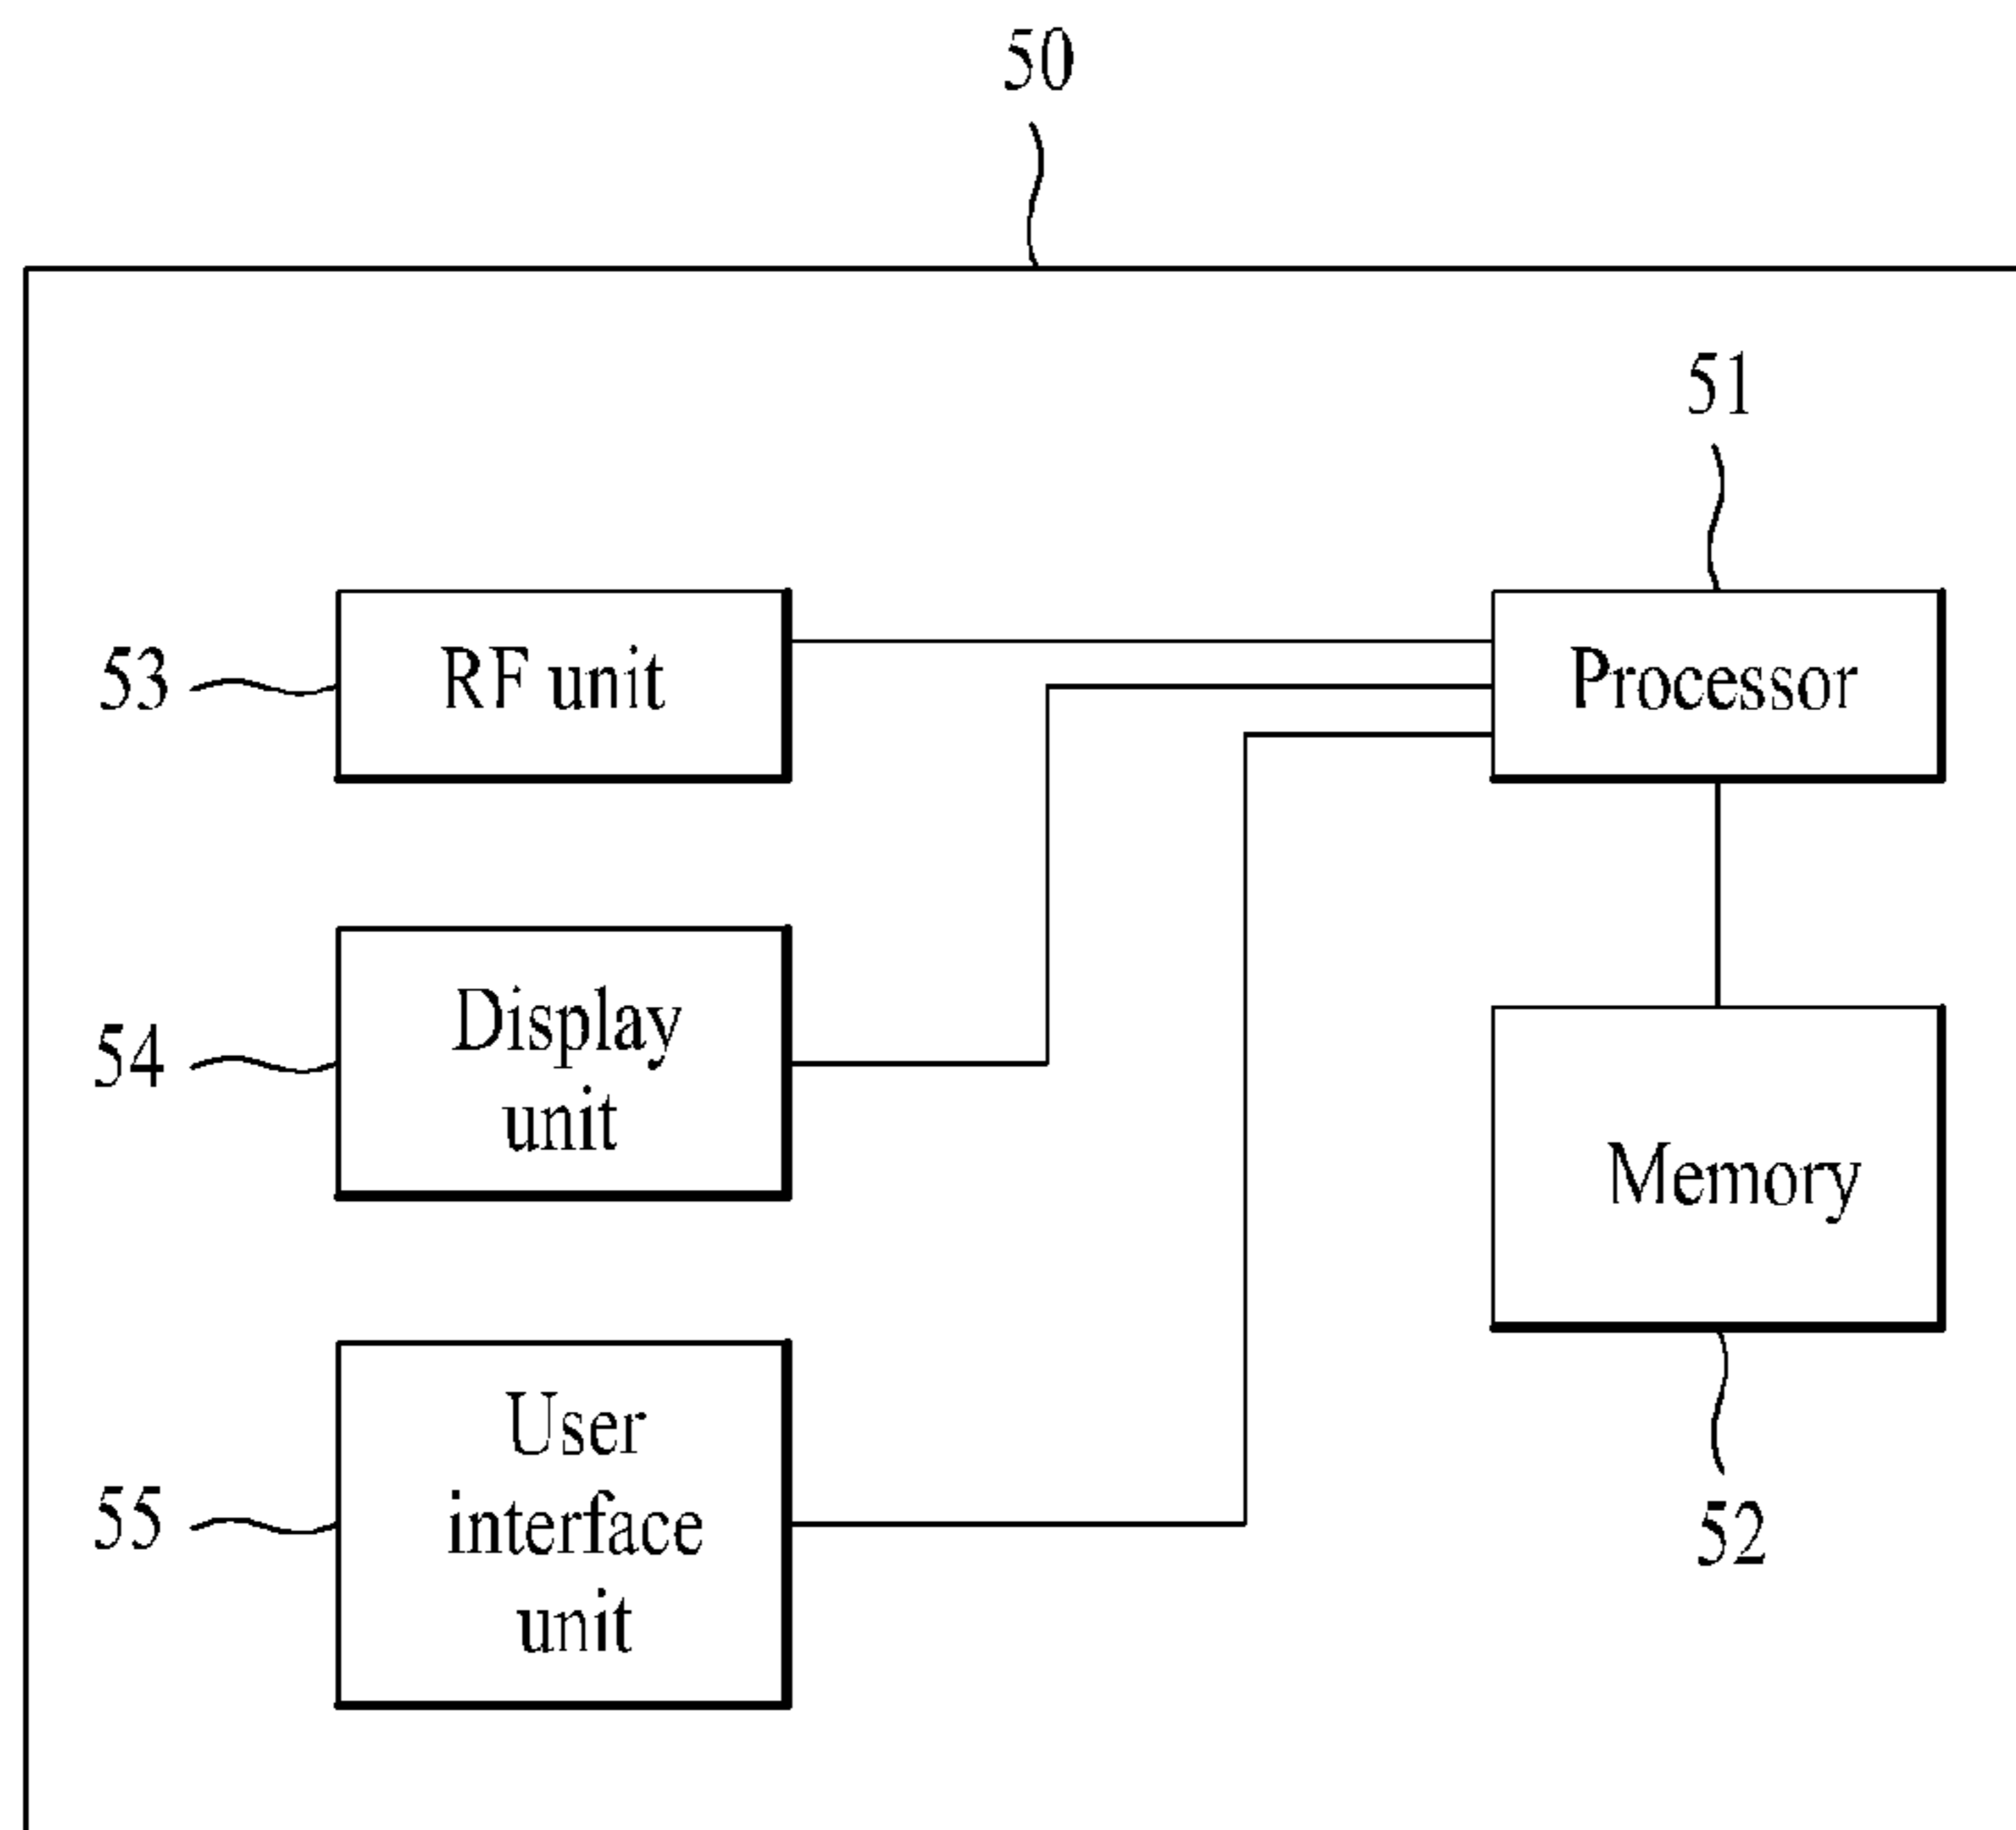 50
51
53
RF unit
Processor
54
Display
unit
Memory
55
User
interface
unit
52